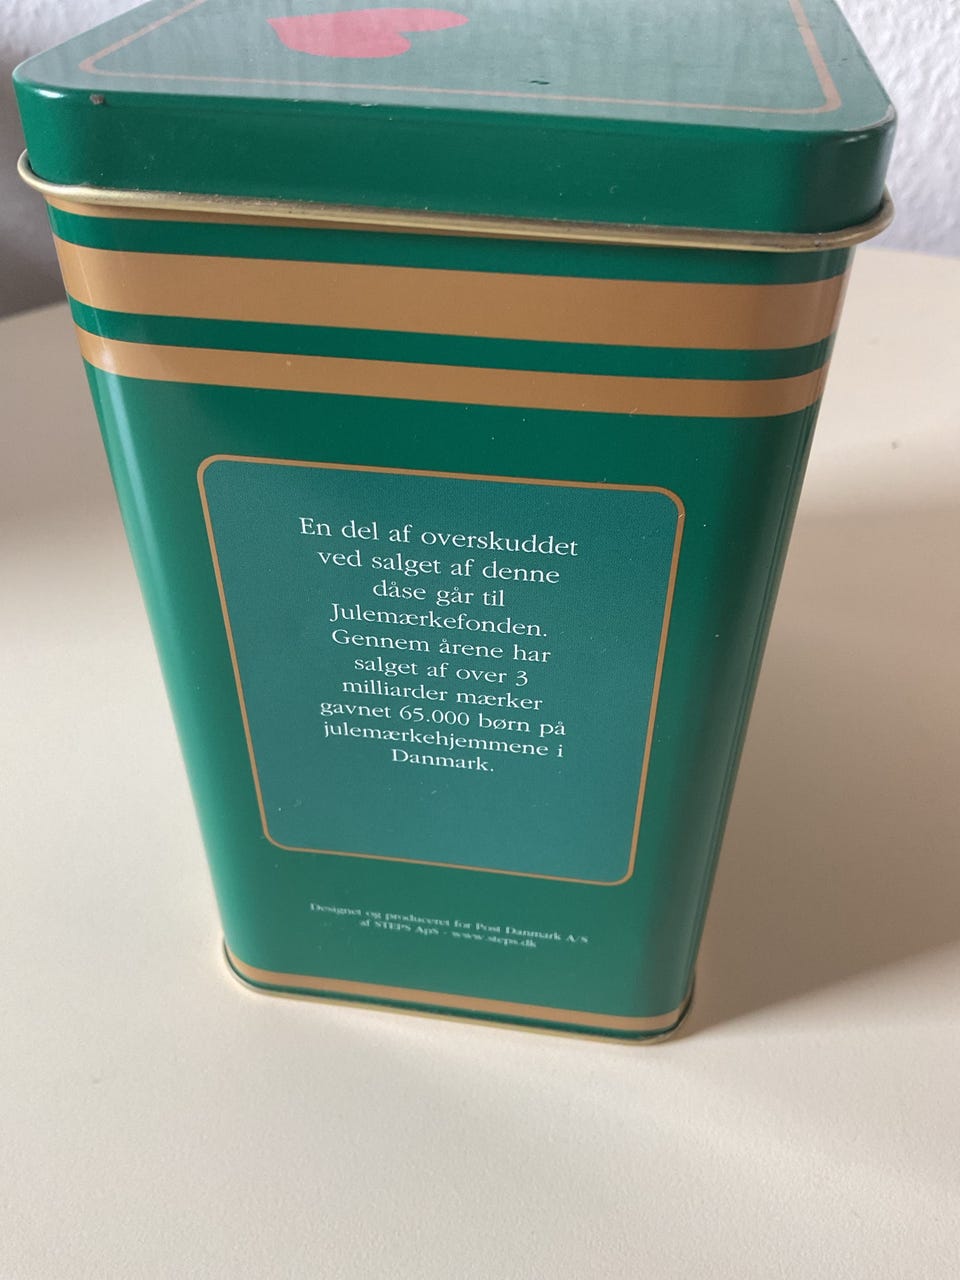 En del af overskuddet
ved salget af denne
dåse går til
Julemærkefonden.
Gennem årene har
salget af over 3
milliarder mærker
gavnet 65.000 børn på
julemærkehjemmene i
Danmark.
Designet og produceret for Post Danmark A/S
af STEPS ApS - www.steps.dk